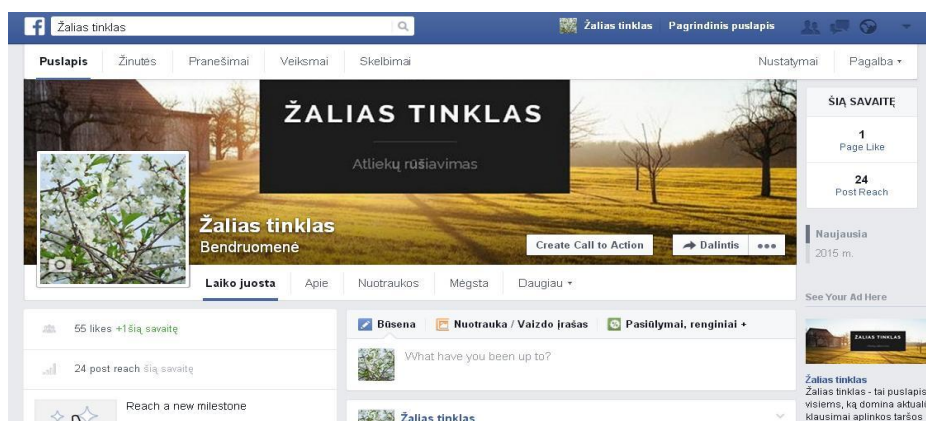 Žalias tinklas
Žalias tinklas Pagrindinis puslapis
Puslapis Žinutės Pranešimai Veiksmai Skelbimai Nustatymai Pagalba
ŽALIAS TINKLAS
Atliekų rūšiavimas
Žalias tinklas
Bendruomenė
Create Call to Action Dalintis
Laiko juosta Apie Nuotraukos Mėgsta Daugiau
ŠIĄ SAVAITĘ
1
Page Like
24
Post Reach
Naujausia
2015 m.
See Your Ad Here
ŽALIAS TINKLAS
Žalias tinklas
Žalias tinklas - tai puslapis
visiems, ką domina aktuali
klausimai aplinkos taršos
55 likes +1 šią savaitę
24 post reach šią savaitę
Reach a new milestone
Būsena Nuotrauka / Vaizdo įrašas Pasiūlymai, renginiai +
What have you been up to?
Žalias tinklas